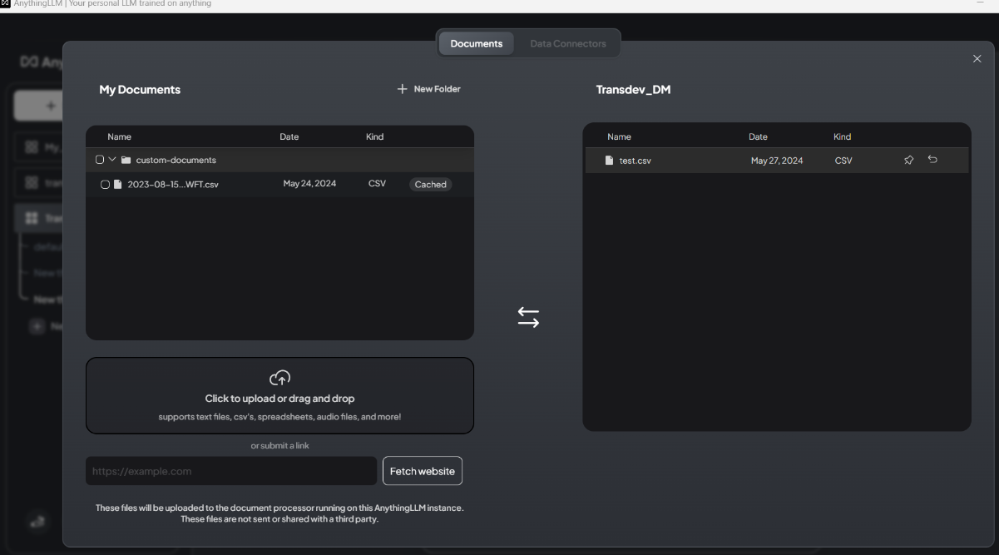 AnythingLLM | Your personal LLM trained on anything
Documents
Data Connectors
My Documents
New Folder
Name Date Kind
custom-documents
2023-08-15...WFT.csv May 24, 2024 CSV Cached
Click to upload or drag and drop
supports text files, csv's, spreadsheets, audio files, and more!
or submit a link
https://example.com
Fetch website
These files will be uploaded to the document processor running on this AnythingLLM instance.
These files are not sent or shared with a third party.
Transdev_DM
Name Date Kind
test.csv May 27, 2024 CSV